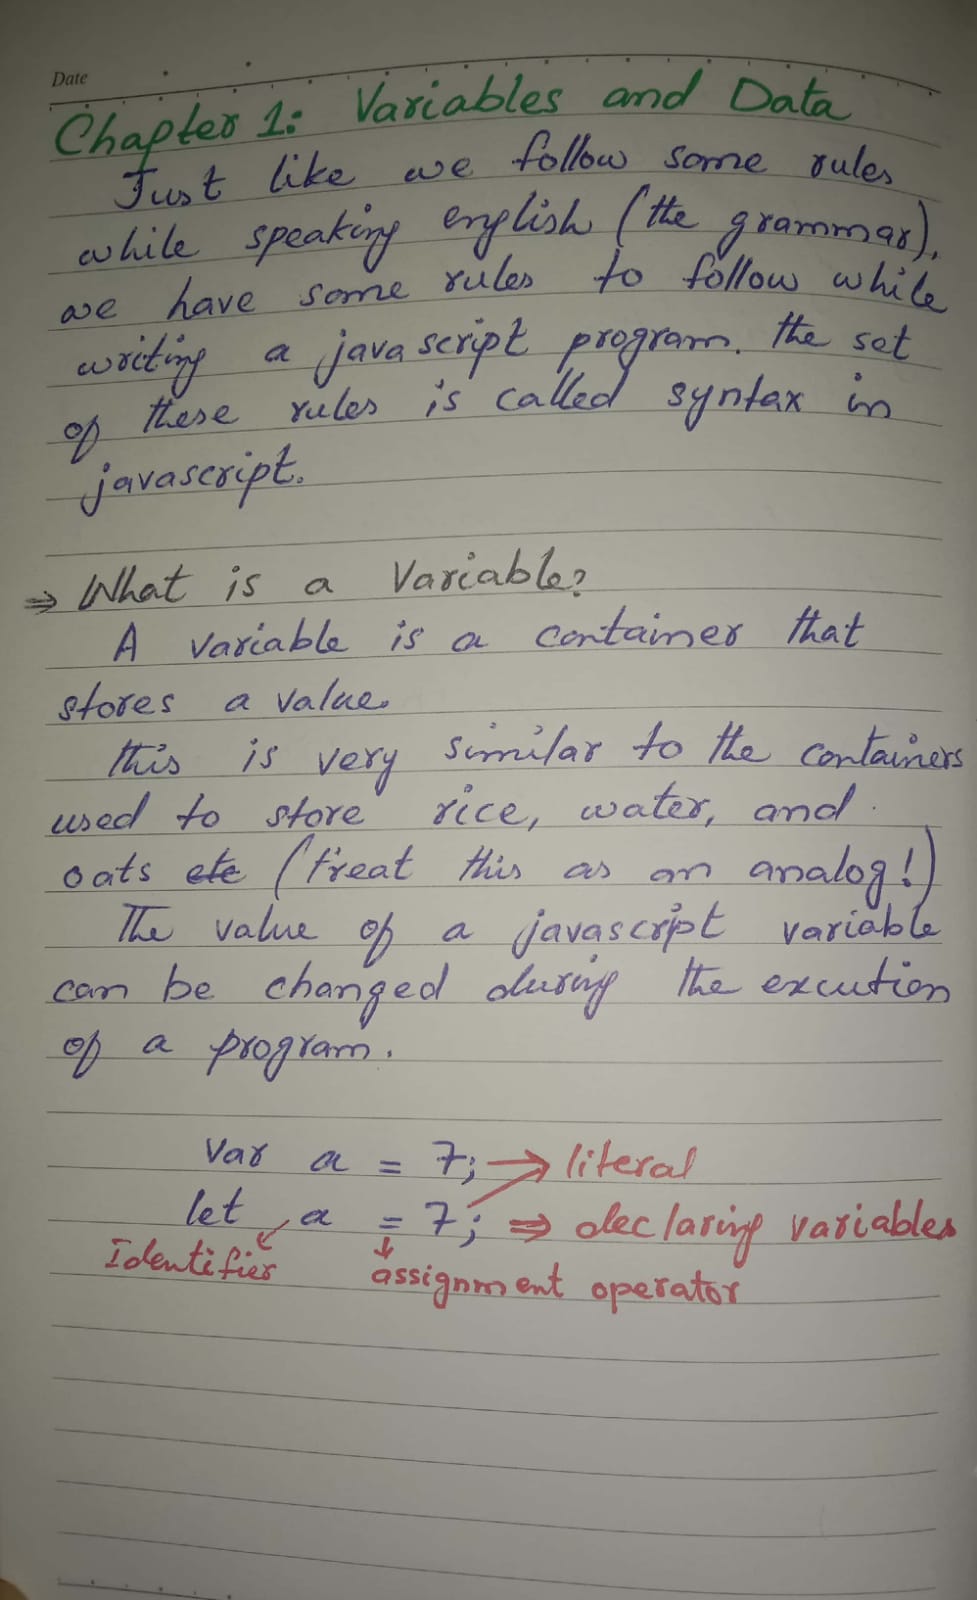 Date
Chapter 1: Variables and Data
Just like we follow some rules
while speaking english (the grammar),
we have some rules to follow while
writing a javascript program. the set
of these rules is called syntax in
javascript.
⇒ What is a Variable?
A variable is a container that
stores a value.
this is very similar to the containers
used to store rice, water, and
oats etc (treat this as an analog!)
The value of a javascript variable
can be changed during the excution
of a program.
var a = 7; → literal
let a = 7; ⇒ declaring variables
Identifier assignment operator